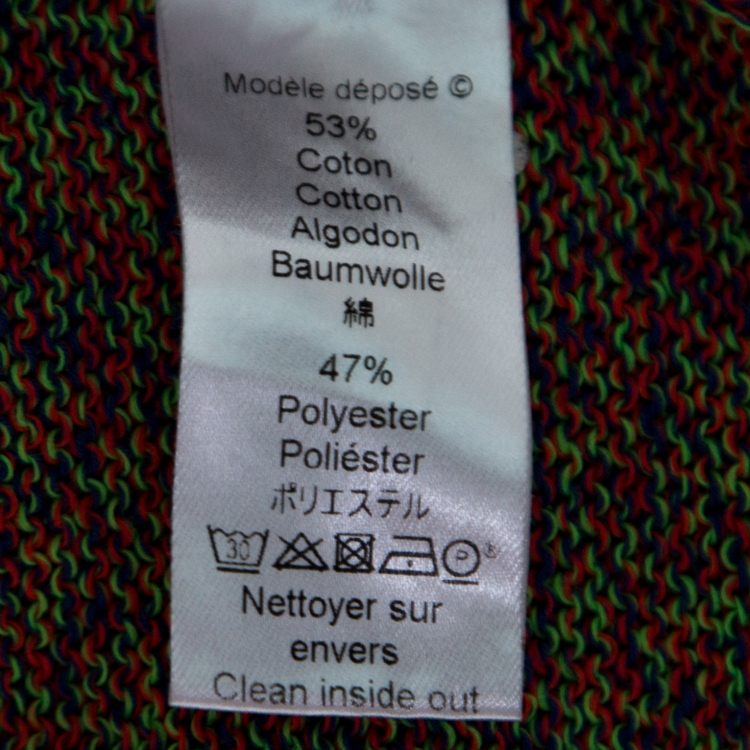 Modèle déposé ©
53%
Coton
Cotton
Algodon
Baumwolle
綿
47%
Polyester
Poliéster
ポリエステル
30 P ®
Nettoyer sur
envers
Clean inside out